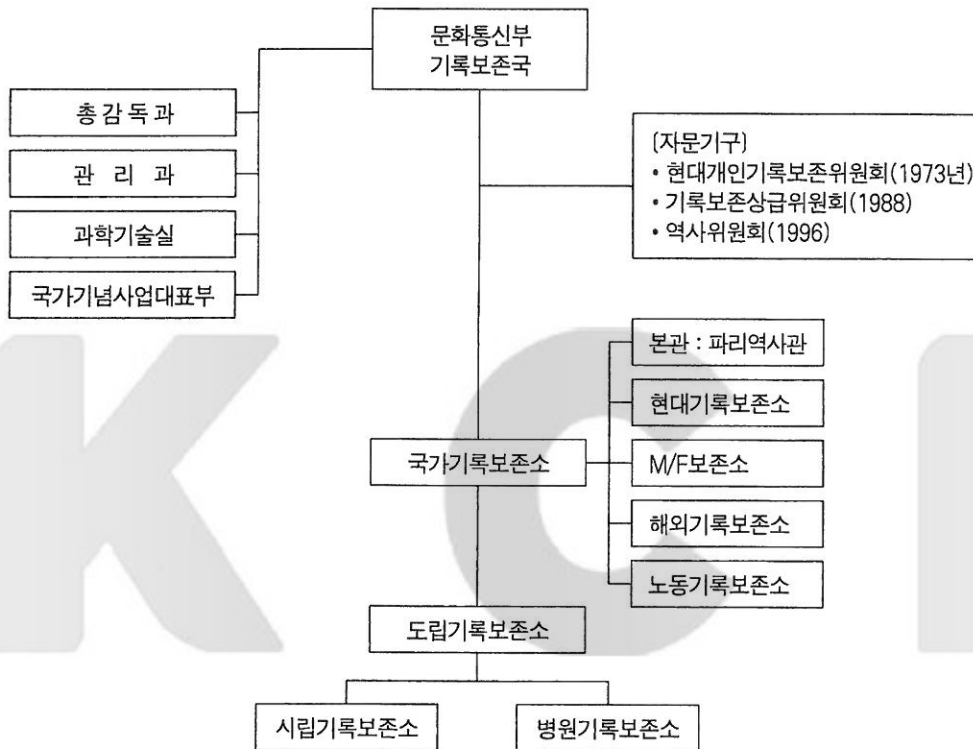 문화통신부
기록보존국
총 감 독 과
관 리 과
과학기술실
국가기념사업대표부
[자문기구]
• 현대개인기록보존위원회(1973년)
• 기록보존상급위원회(1988)
• 역사위원회(1996)
본관 : 파리역사관
현대기록보존소
국가기록보존소
M/F보존소
해외기록보존소
노동기록보존소
도립기록보존소
시립기록보존소
병원기록보존소
K C I